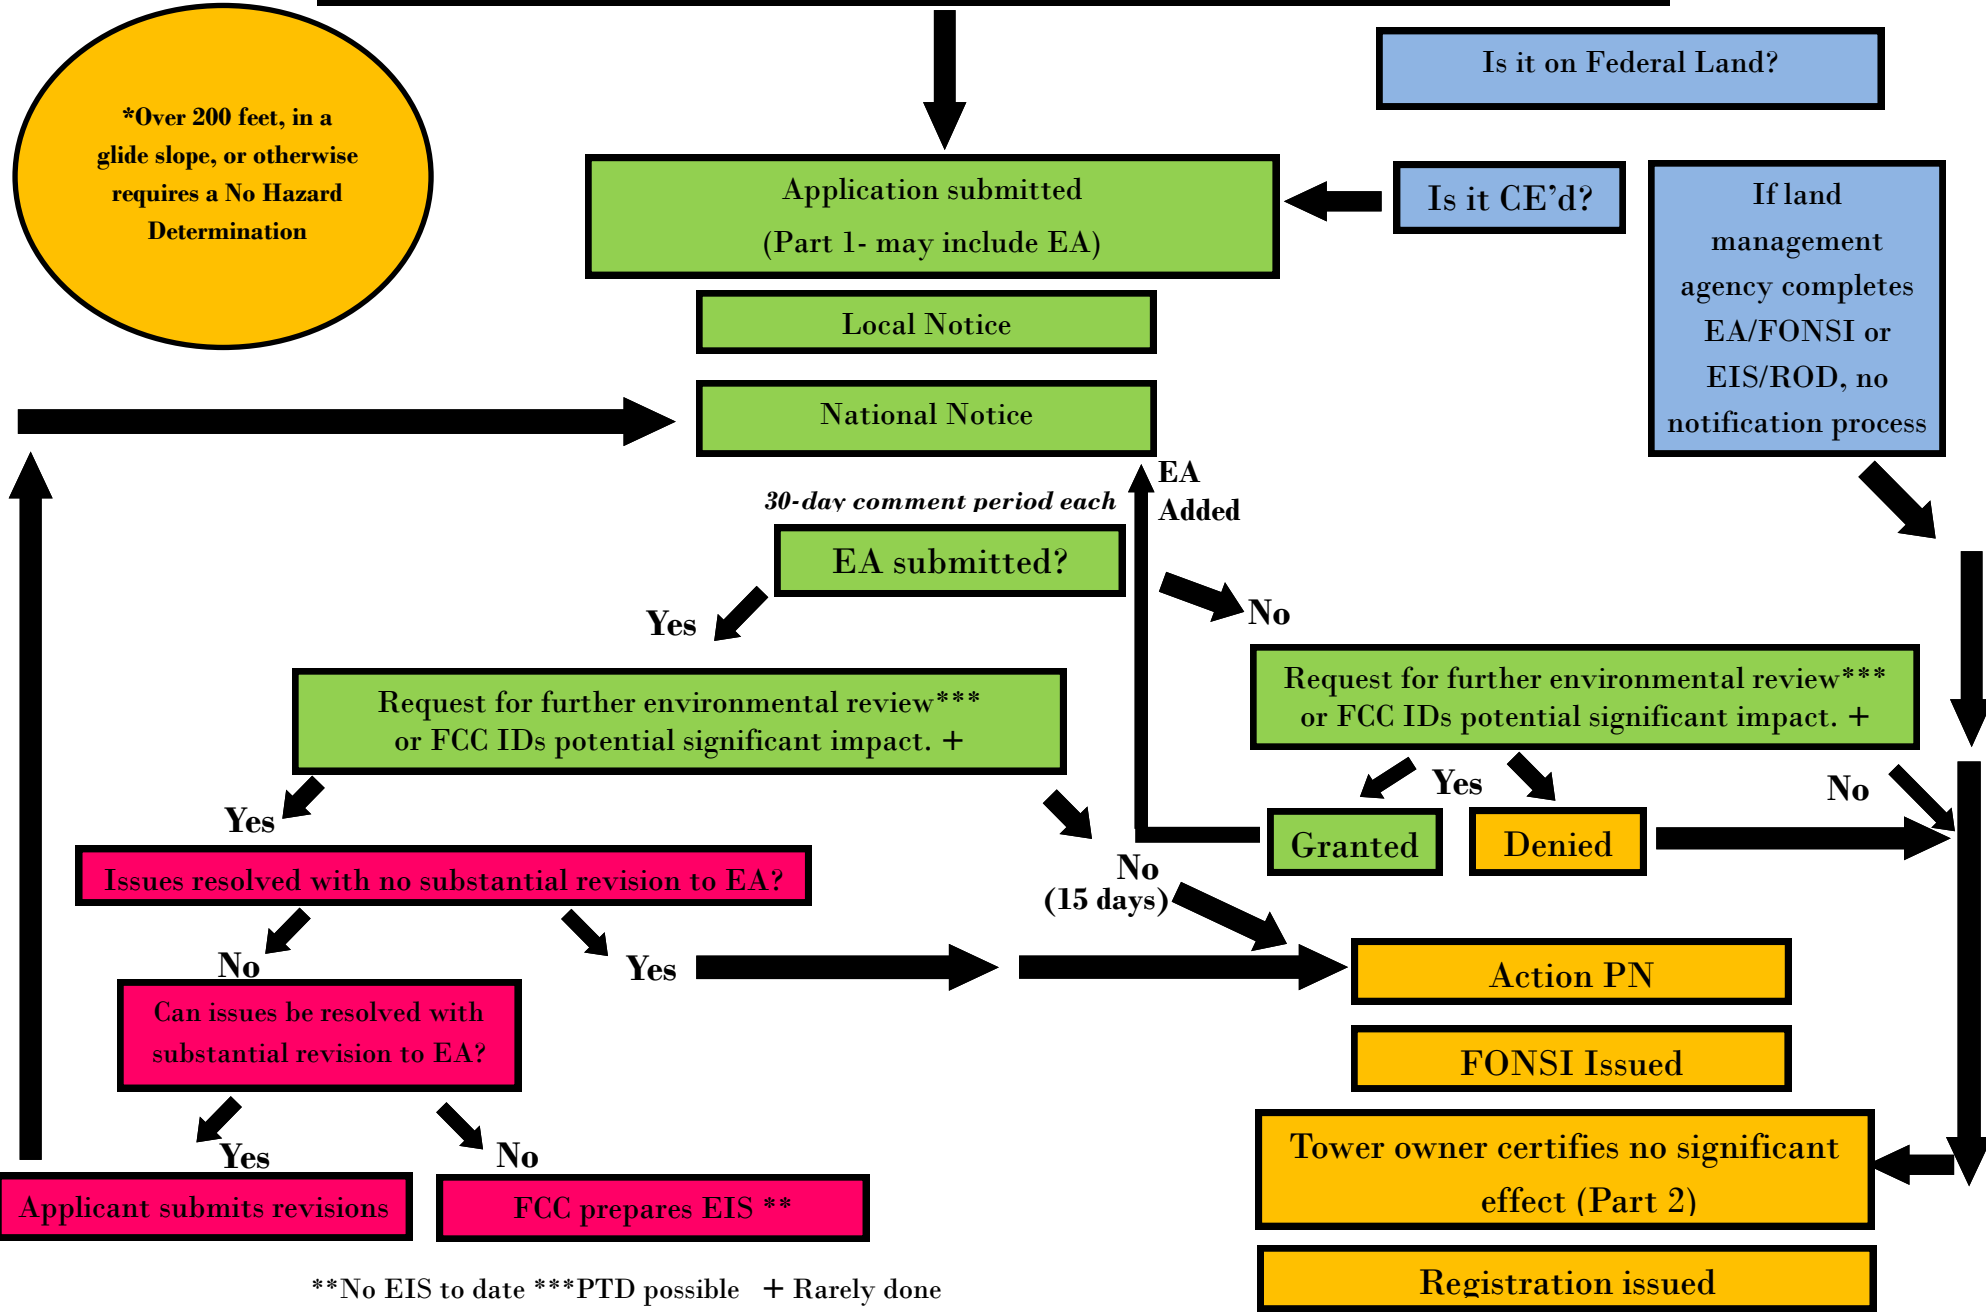 *Over 200 feet, in a
glide slope, or otherwise
requires a No Hazard
Determination
Is it on Federal Land?
Application submitted
(Part 1- may include EA)
Is it CE’d?
If land
management
agency completes
EA/FONSI or
EIS/ROD, no
notification process
Local Notice
National Notice
EA
Added
30-day comment period each
EA submitted?
Yes
No
Request for further environmental review***
or FCC IDs potential significant impact. +
Request for further environmental review***
or FCC IDs potential significant impact. +
Yes
No
(15 days)
Yes
No
Granted
Denied
Issues resolved with no substantial revision to EA?
No
Yes
Action PN
Can issues be resolved with
substantial revision to EA?
FONSI Issued
Yes
No
Tower owner certifies no significant
effect (Part 2)
Applicant submits revisions
FCC prepares EIS **
Registration issued
**No EIS to date ***PTD possible + Rarely done